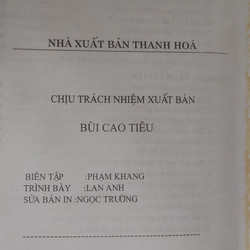 NHÀ XUẤT BẢN THANH HOÁ
CHỊU TRÁCH NHIỆM XUẤT BẢN
BÙI CAO TIÊU
BIÊN TẬP :PHẠM KHANG
TRÌNH BÀY :LAN ANH
SỬA BẢN IN :NGỌC TRƯỜNG